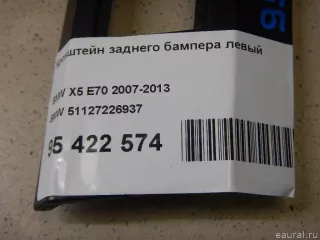 Кронштейн заднего бампера левый
BMW X5 E70 2007-2013
BMW 51127226937
95 422 574
eaural.ru